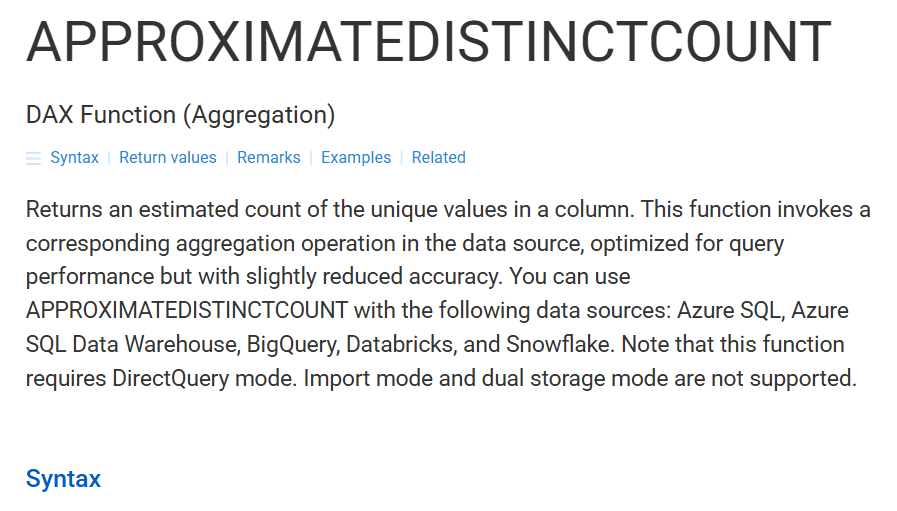 APPROXIMATEDISTINCTCOUNT
DAX Function (Aggregation)
Syntax | Return values | Remarks | Examples | Related
Returns an estimated count of the unique values in a column. This function invokes a
corresponding aggregation operation in the data source, optimized for query
performance but with slightly reduced accuracy. You can use
APPROXIMATEDISTINCTCOUNT with the following data sources: Azure SQL, Azure
SQL Data Warehouse, BigQuery, Databricks, and Snowflake. Note that this function
requires DirectQuery mode. Import mode and dual storage mode are not supported.
Syntax